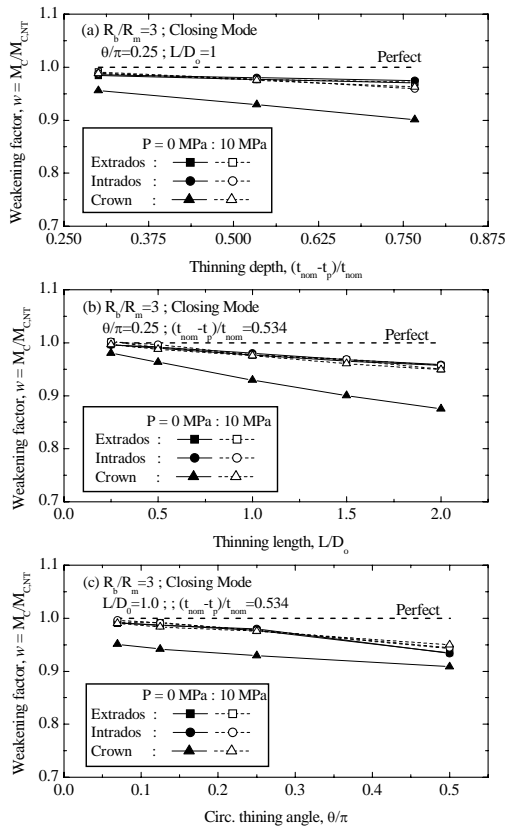 (a) R_b/R_m=3 ; Closing Mode
θ/π=0.25 ; L/D_o=1
Perfect
1.1
1.0
0.9
0.8
0.7
Weakening factor, w = M_C/M_C,NT
P = 0 MPa : 10 MPa
Extrados :
Intrados :
Crown :
0.250 0.375 0.500 0.625 0.750 0.875
Thinning depth, (t_nom-t_p)/t_nom
(b) R_b/R_m=3 ; Closing Mode
θ/π=0.25 ; (t_nom-t_p)/t_nom=0.534
Perfect
1.1
1.0
0.9
0.8
0.7
Weakening factor, w = M_C/M_C,NT
P = 0 MPa : 10 MPa
Extrados :
Intrados :
Crown :
0.0 0.5 1.0 1.5 2.0
Thinning length, L/D_o
(c) R_b/R_m=3 ; Closing Mode
L/D_0=1.0 ; ; (t_nom-t_p)/t_nom=0.534
Perfect
1.1
1.0
0.9
0.8
0.7
Weakening factor, w = M_C/M_C,NT
P = 0 MPa : 10 MPa
Extrados :
Intrados :
Crown :
0.0 0.1 0.2 0.3 0.4 0.5
Circ. thining angle, θ/π